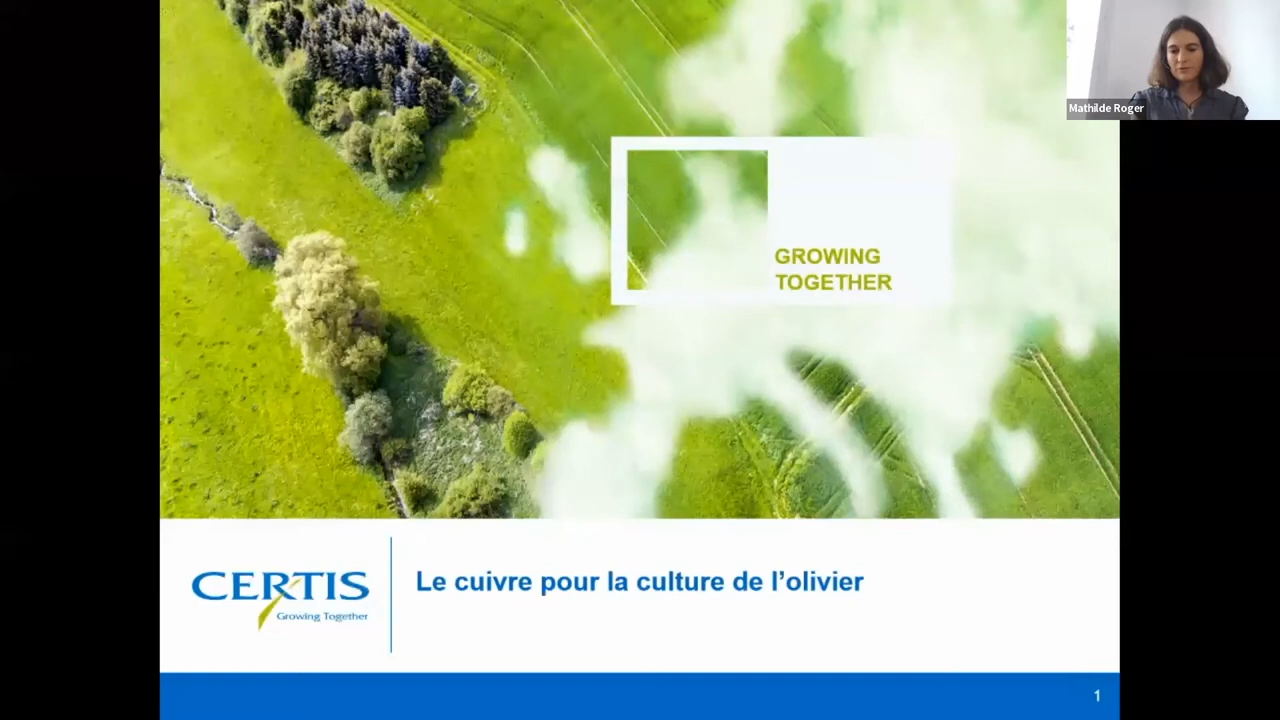 Mathilde Roger
GROWING
TOGETHER
CERTIS
Growing Together
Le cuivre pour la culture de l’olivier
1